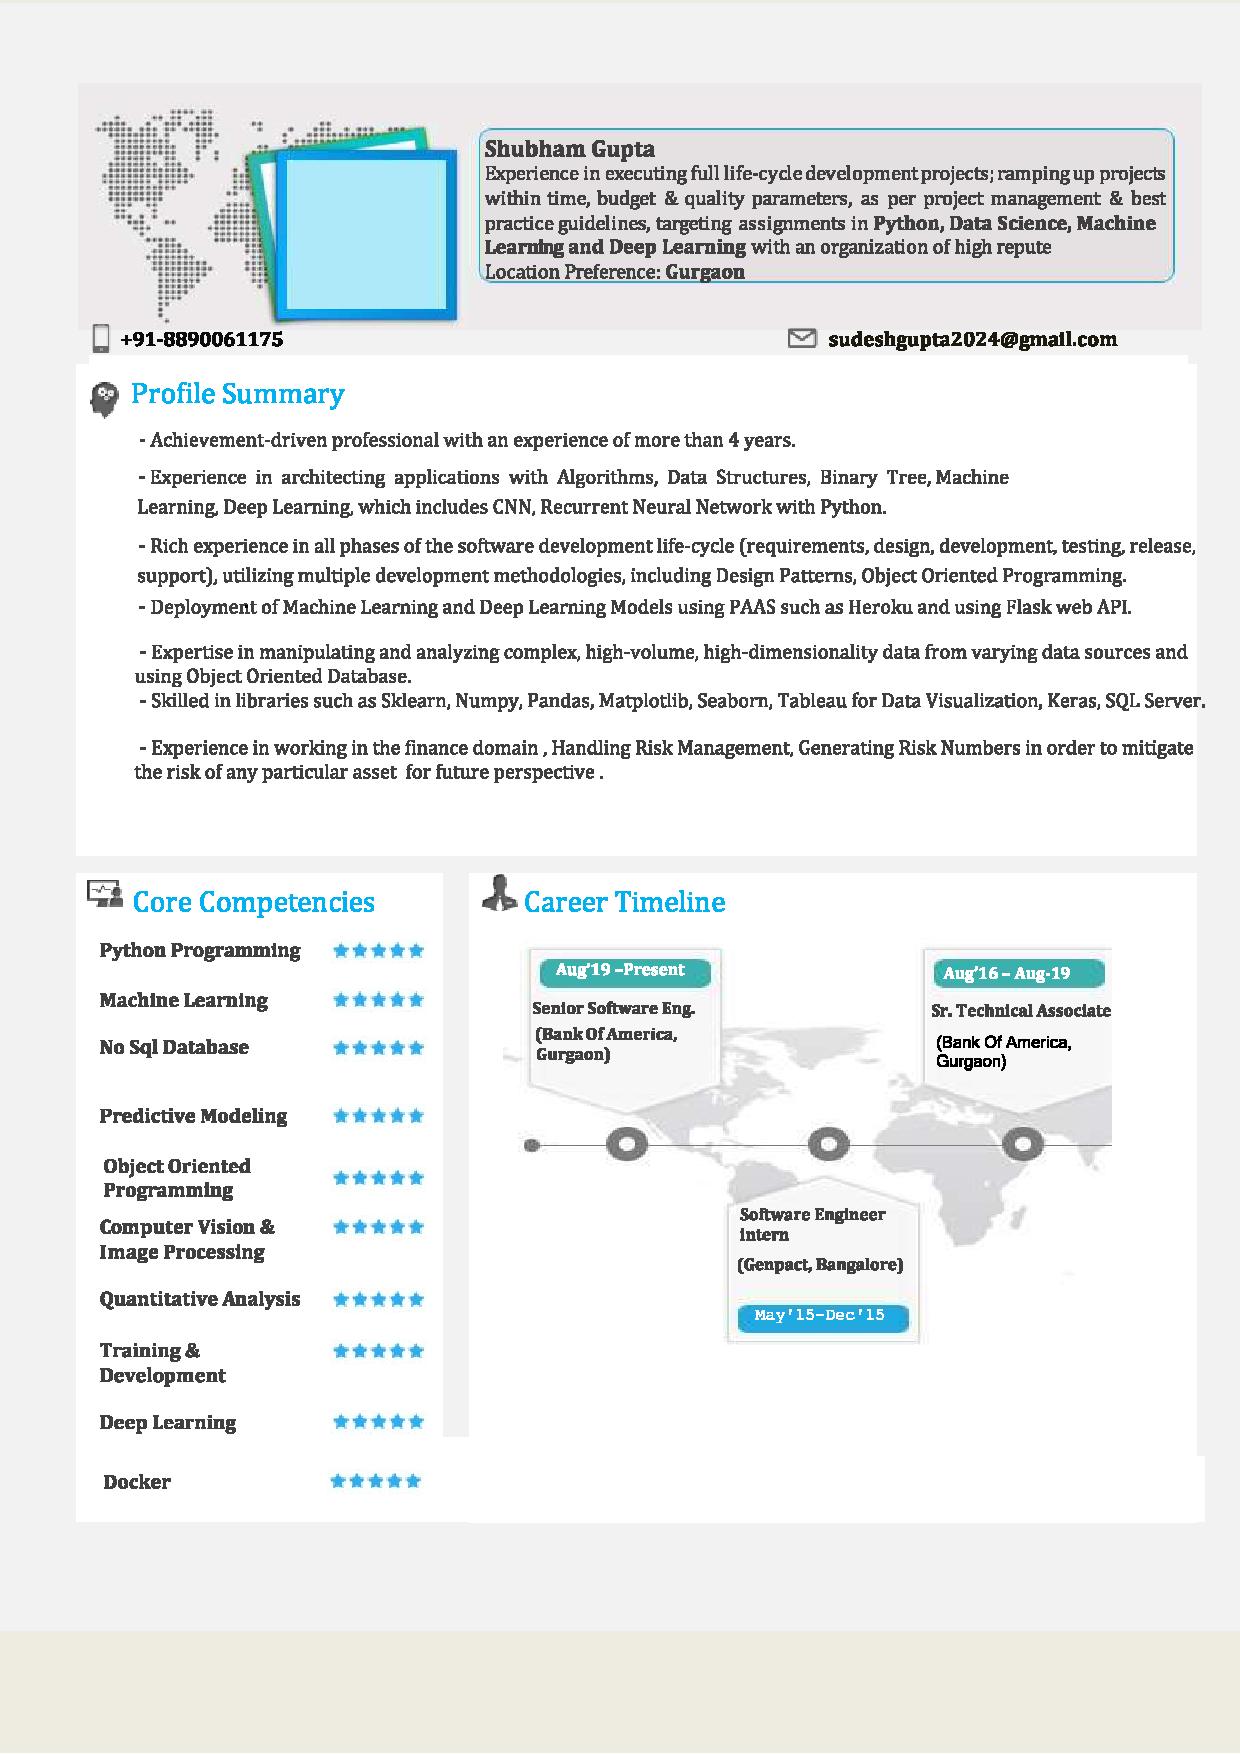 Shubham Gupta
Experience in executing full life-cycle development projects; ramping up projects
within time, budget & quality parameters, as per project management & best
practice guidelines, targeting assignments in Python, Data Science, Machine
Learning and Deep Learning with an organization of high repute
Location Preference: Gurgaon
+91-8890061175
sudeshgupta2024@gmail.com
Profile Summary
- Achievement-driven professional with an experience of more than 4 years.
- Experience in architecting applications with Algorithms, Data Structures, Binary Tree, Machine
Learning, Deep Learning, which includes CNN, Recurrent Neural Network with Python.
- Rich experience in all phases of the software development life-cycle (requirements, design, development, testing, release,
support), utilizing multiple development methodologies, including Design Patterns, Object Oriented Programming.
- Deployment of Machine Learning and Deep Learning Models using PAAS such as Heroku and using Flask web API.
- Expertise in manipulating and analyzing complex, high-volume, high-dimensionality data from varying data sources and
using Object Oriented Database.
- Skilled in libraries such as Sklearn, Numpy, Pandas, Matplotlib, Seaborn, Tableau for Data Visualization, Keras, SQL Server.
- Experience in working in the finance domain , Handling Risk Management, Generating Risk Numbers in order to mitigate
the risk of any particular asset for future perspective .
Core Competencies
Python Programming
Machine Learning
No Sql Database
Predictive Modeling
Object Oriented
Programming
Computer Vision &
Image Processing
Quantitative Analysis
Training &
Development
Deep Learning
Docker
Career Timeline
Aug'19 –Present
Senior Software Eng.
(Bank Of America,
Gurgaon)
Aug'16 – Aug-19
Sr. Technical Associate
(Bank Of America,
Gurgaon)
Software Engineer
intern
(Genpact, Bangalore)
May'15-Dec'15